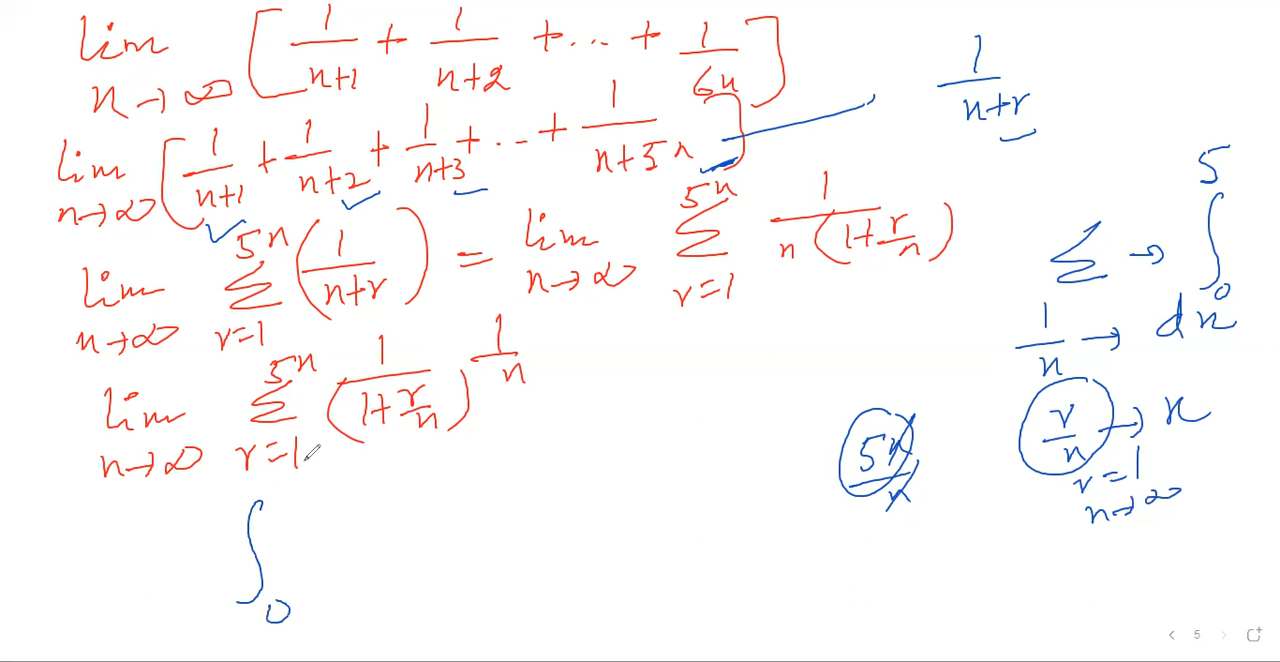 lim n→∞ [ 1/(n+1) + 1/(n+2) + ... + 1/6n ]
1/(n+r)
lim n→∞ [ 1/(n+1) + 1/(n+2) + 1/(n+3) + ... + 1/(n+5n) ]
lim n→∞ ∑_{r=1}^{5n} ( 1/(n+r) ) = lim n→∞ ∑_{r=1}^{5n} 1/( n ( 1+r/n ) )
∑ → ∫_0^5
1/n → dx
lim n→∞ ∑_{r=1}^{5n} ( 1/(1+r/n) ) 1/n
5n/n
r/n → x
r=1
n→∞
∫_0
5